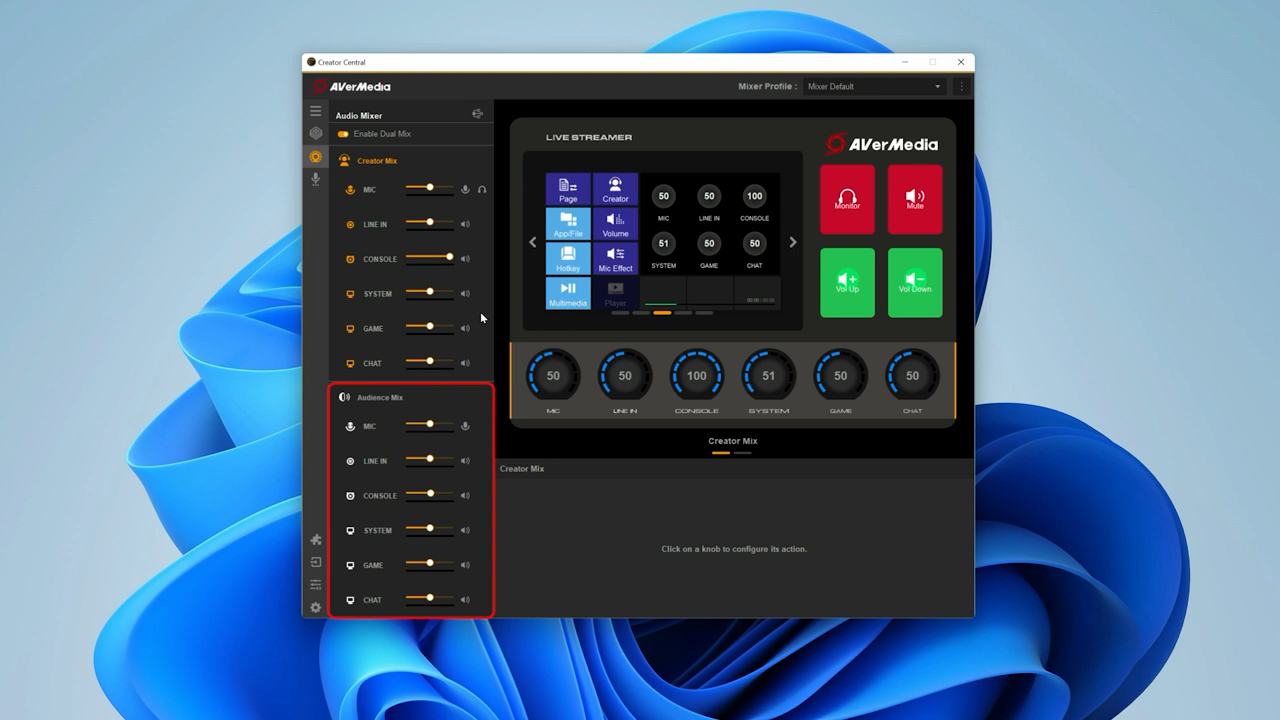 Creator Central
AVerMedia
Mixer Profile :
Mixer Default
Audio Mixer
Enable Dual Mix
Creator Mix
MIC
LINE IN
CONSOLE
SYSTEM
GAME
CHAT
Audience Mix
MIC
LINE IN
CONSOLE
SYSTEM
GAME
CHAT
LIVE STREAMER
AVerMedia
Page
Creator
App/File
Volume
Hotkey
Mic Effect
Multimedia
Player
50
50
100
MIC
LINE IN
CONSOLE
51
50
50
SYSTEM
GAME
CHAT
00:00 / 00:00
Monitor
Mute
Vol Up
Vol Down
50
50
100
51
50
50
MIC
LINE IN
CONSOLE
SYSTEM
GAME
CHAT
Creator Mix
Creator Mix
Click on a knob to configure its action.